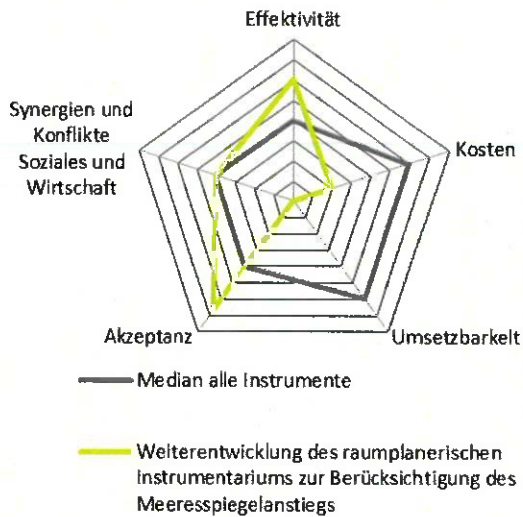 Effektivität
Synergien und
Konflikte
Soziales und
Wirtschaft
Kosten
Akzeptanz
Umsetzbarkeit
Median alle Instrumente
Weiterentwicklung des raumplanerischen
Instrumentariums zur Berücksichtigung des
Meeresspiegelanstiegs